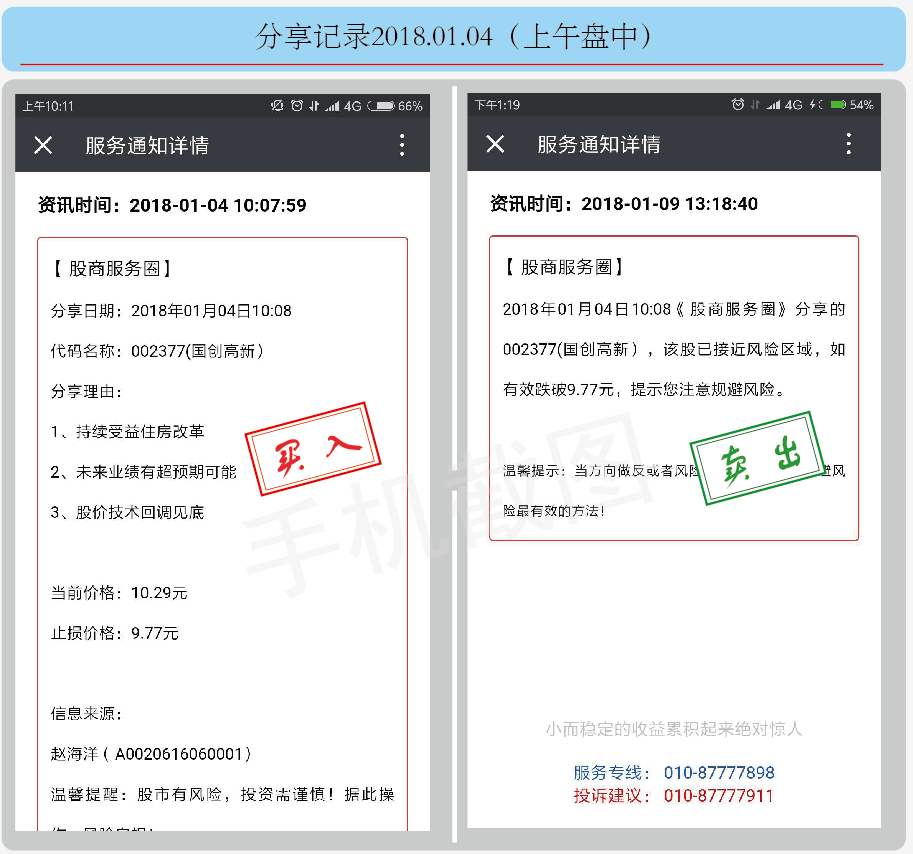 分享记录2018.01.04（上午盘中）
上午10:11
4G
66%
服务通知详情
资讯时间：2018-01-04 10:07:59
【 股商服务圈】
分享日期：2018年01月04日10:08
代码名称：002377(国创高新）
分享理由：
1、持续受益住房改革
2、未来业绩有超预期可能
3、股价技术回调见底
买入
当前价格：10.29元
止损价格：9.77元
信息来源：
赵海洋（ A0020616060001）
温馨提醒：股市有风险，投资需谨慎！据此操
下午1:19
4G
54%
服务通知详情
资讯时间：2018-01-09 13:18:40
【 股商服务圈】
2018年01月04日10:08《 股商服务圈》分享的
002377(国创高新），该股已接近风险区域，如
有效跌破9.77元，提示您注意规避风险。
卖出
温馨提示：当方向做反或者风险
避风
险最有效的方法！
小而稳定的收益累积起来绝对惊人
服务专线： 010-87777898
投诉建议： 010-87777911
手机截图